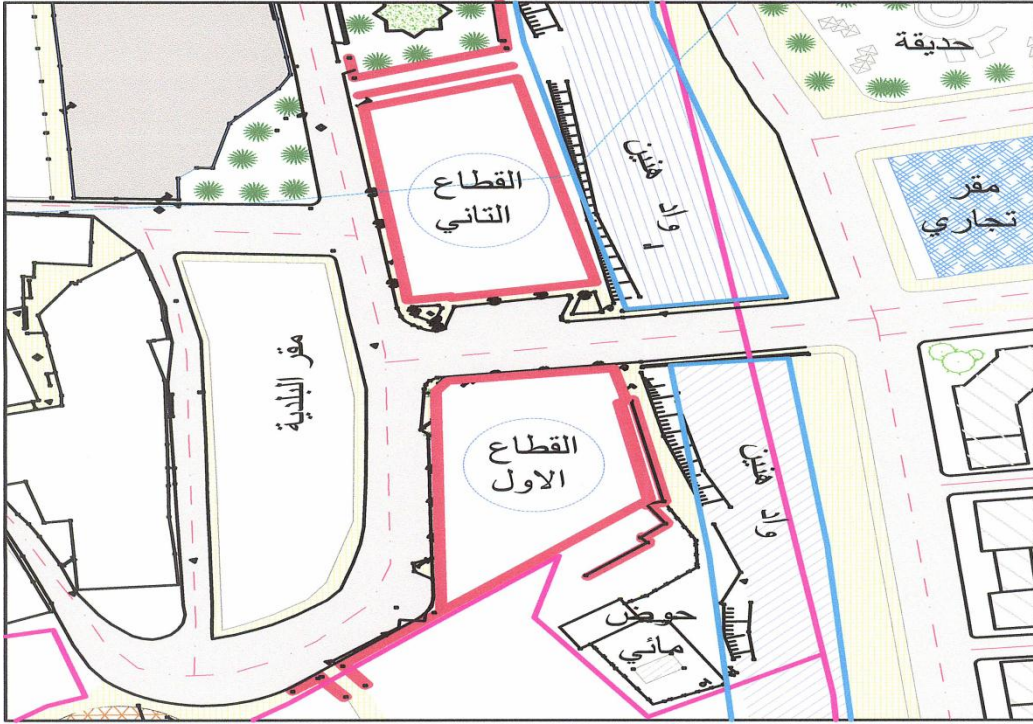 حديقة
مقر
تجاري
واد هنين
القطاع
التاني
مقر البلدية
القطاع
الاول
واد هنين
حوض
مائي